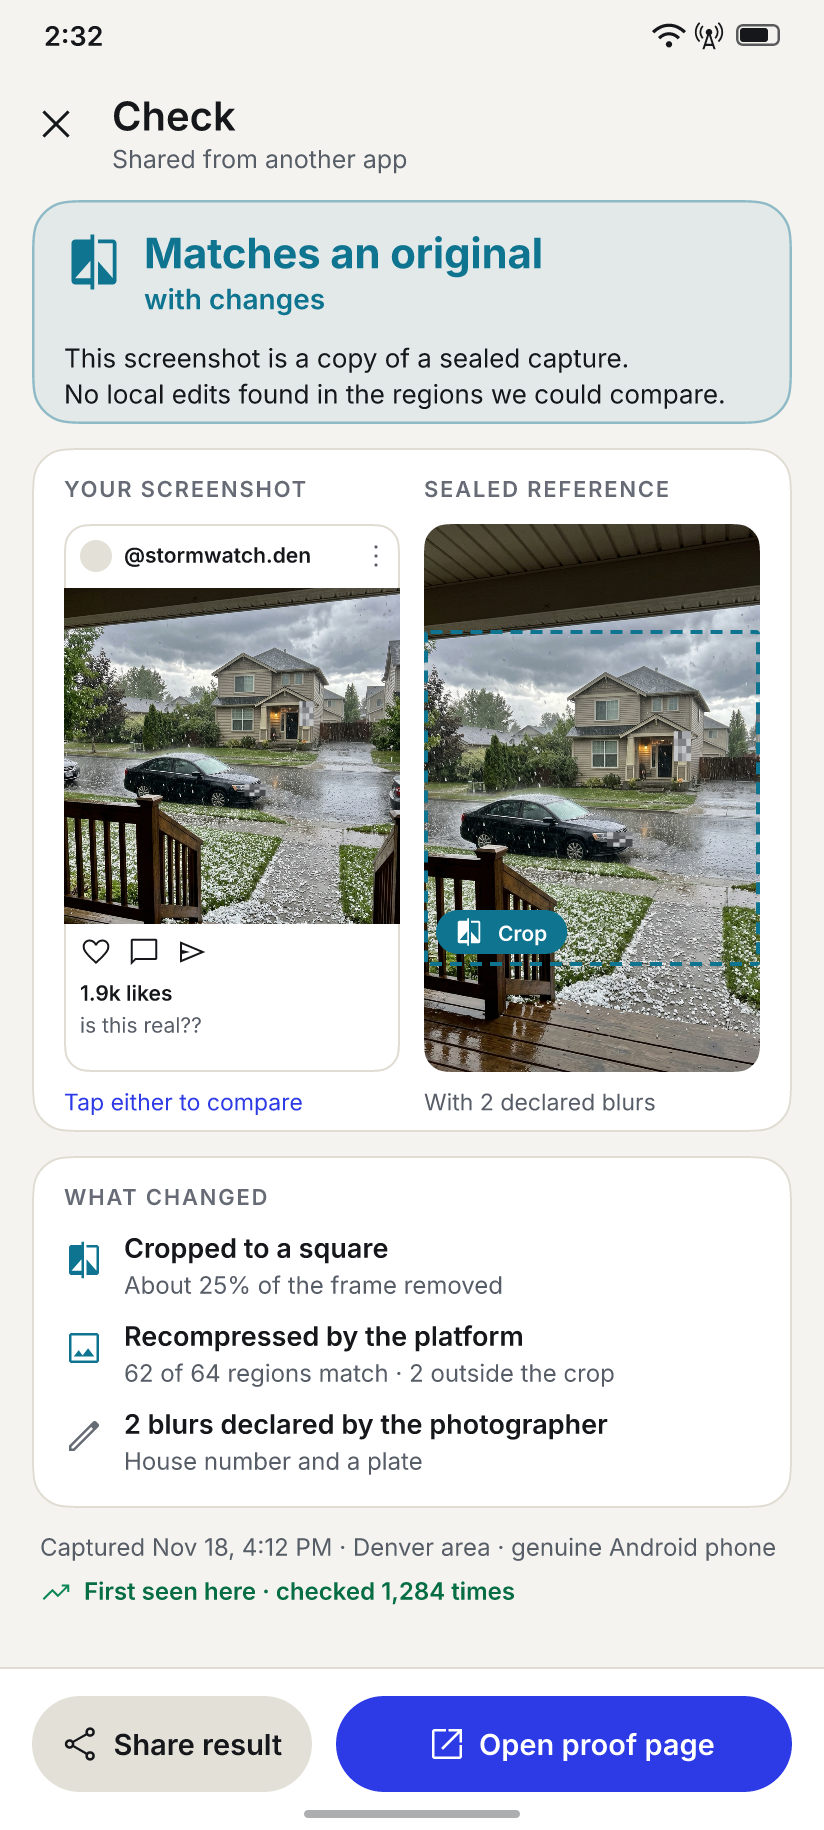 2:32
Check
Shared from another app
Matches an original
with changes
This screenshot is a copy of a sealed capture.
No local edits found in the regions we could compare.
YOUR SCREENSHOT
SEALED REFERENCE
@stormwatch.den
Crop
1.9k likes
is this real??
Tap either to compare
With 2 declared blurs
WHAT CHANGED
Cropped to a square
About 25% of the frame removed
Recompressed by the platform
62 of 64 regions match · 2 outside the crop
2 blurs declared by the photographer
House number and a plate
Captured Nov 18, 4:12 PM · Denver area · genuine Android phone
First seen here · checked 1,284 times
Share result
Open proof page